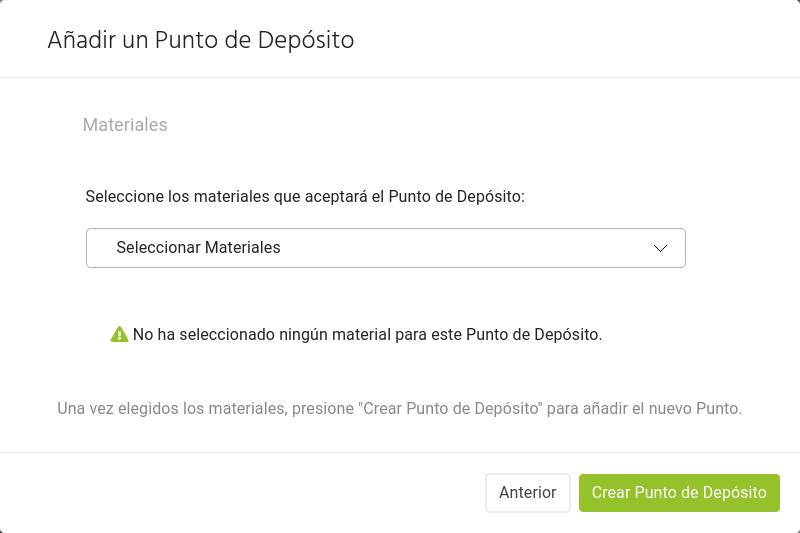 Añadir un Punto de Depósito
Materiales
Seleccione los materiales que aceptará el Punto de Depósito:
Seleccionar Materiales
No ha seleccionado ningún material para este Punto de Depósito.
Una vez elegidos los materiales, presione "Crear Punto de Depósito" para añadir el nuevo Punto.
Anterior
Crear Punto de Depósito